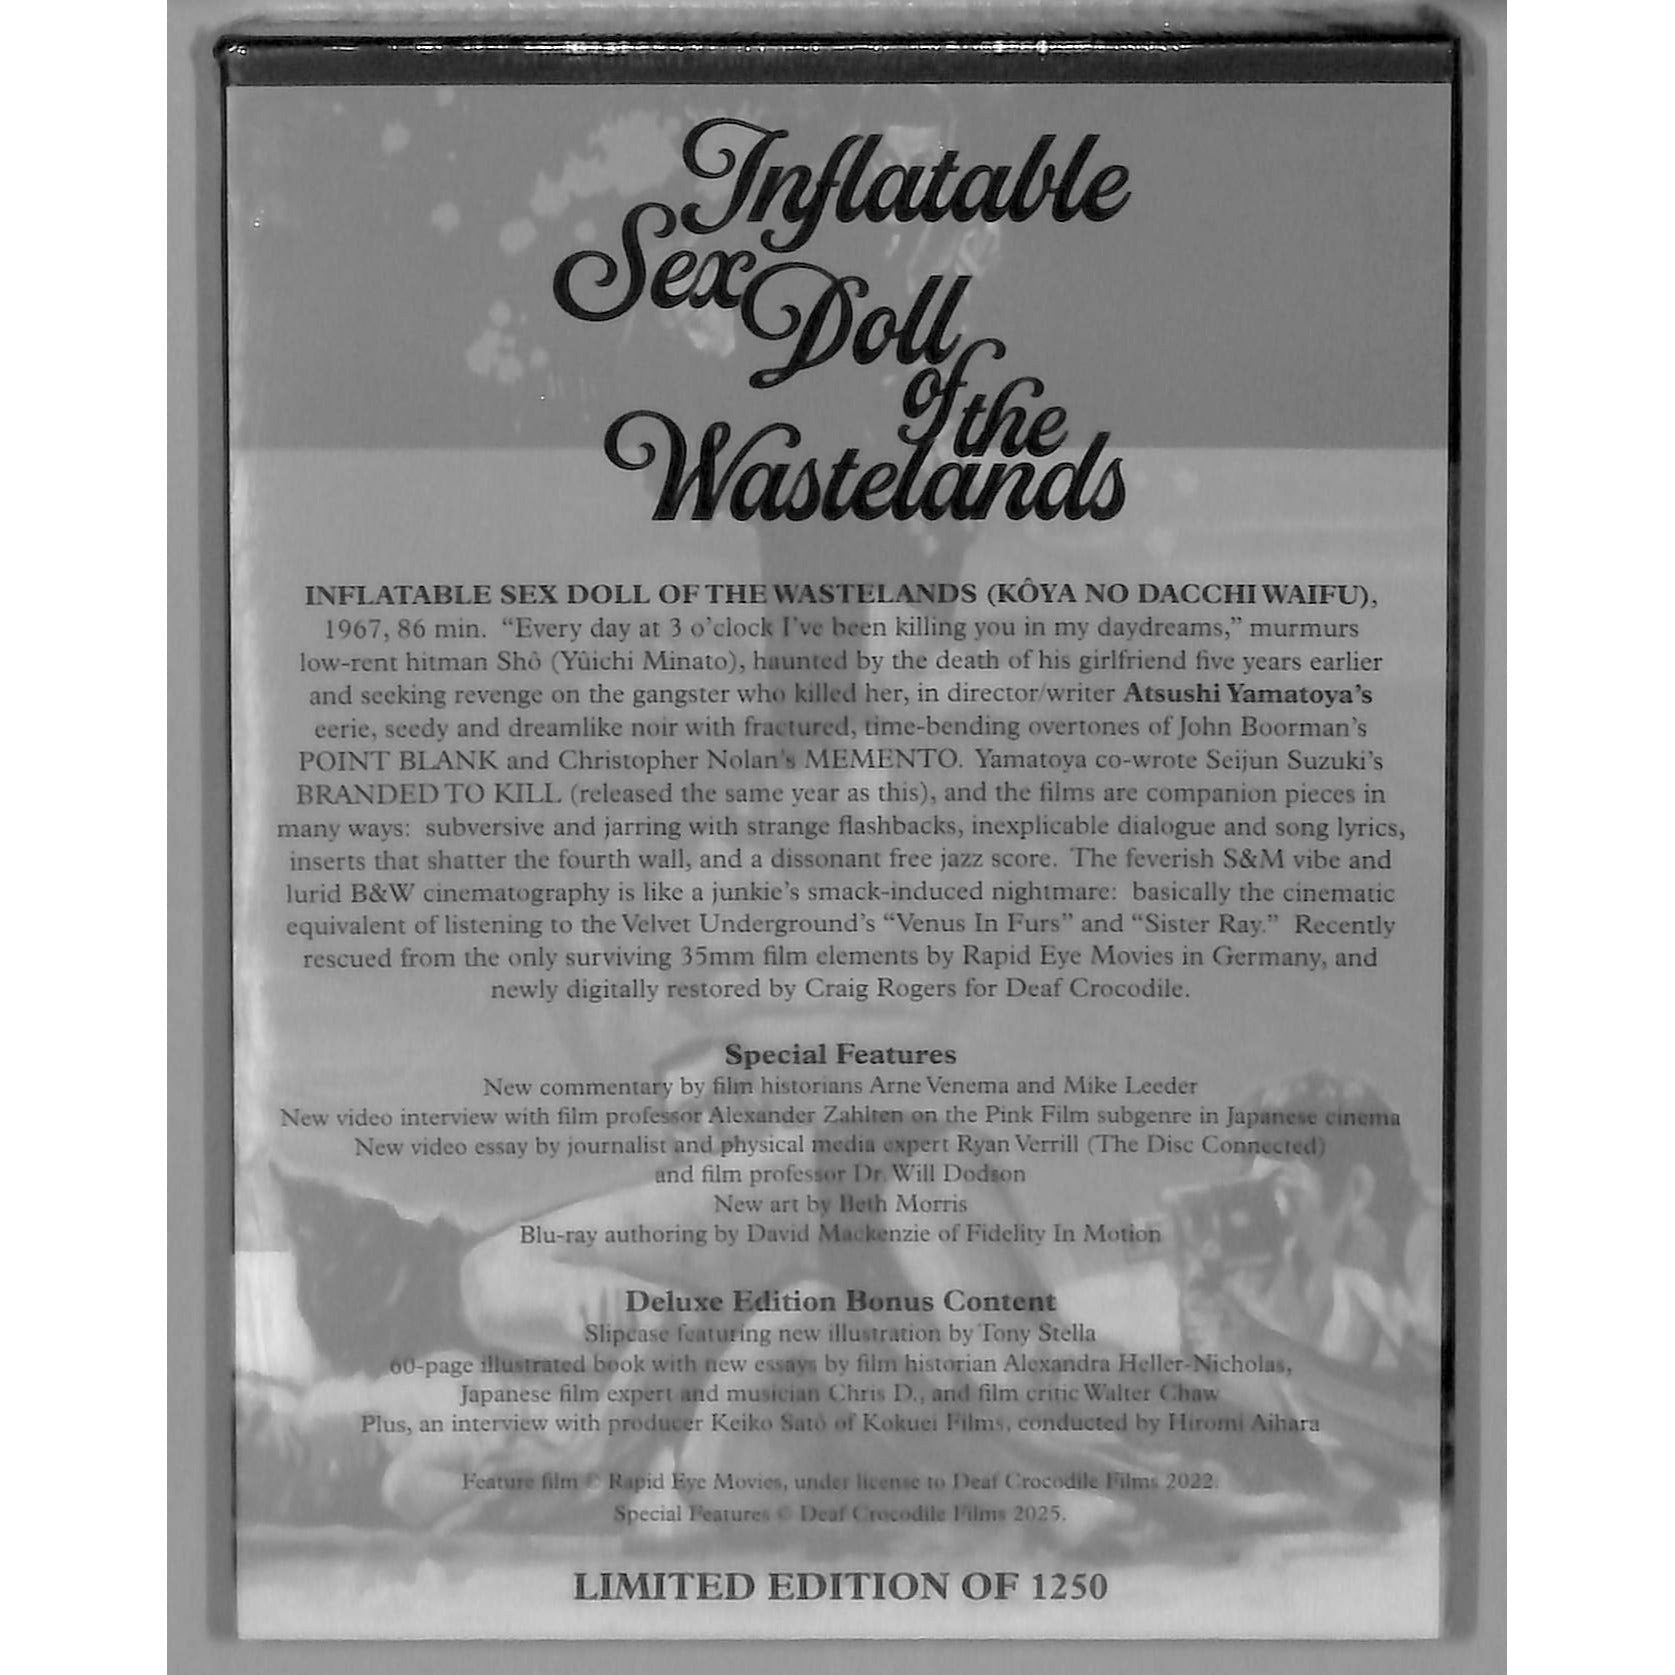 Inflatable
Sex Doll
of the
Wastelands
INFLATABLE SEX DOLL OF THE WASTELANDS (KÔYA NO DACCHI WAIFU),
1967, 86 min. “Every day at 3 o’clock I’ve been killing you in my daydreams,” murmurs
low-rent hitman Shô (Yûichi Minato), haunted by the death of his girlfriend five years earlier
and seeking revenge on the gangster who killed her, in director/writer Atsushi Yamatoya’s
eerie, seedy and dreamlike noir with fractured, time-bending overtones of John Boorman’s
POINT BLANK and Christopher Nolan’s MEMENTO. Yamatoya co-wrote Seijun Suzuki’s
BRANDED TO KILL (released the same year as this), and the films are companion pieces in
many ways: subversive and jarring with strange flashbacks, inexplicable dialogue and song lyrics,
inserts that shatter the fourth wall, and a dissonant free jazz score. The feverish S&M vibe and
lurid B&W cinematography is like a junkie’s smack-induced nightmare: basically the cinematic
equivalent of listening to the Velvet Underground’s “Venus In Furs” and “Sister Ray.” Recently
rescued from the only surviving 35mm film elements by Rapid Eye Movies in Germany, and
newly digitally restored by Craig Rogers for Deaf Crocodile.
Special Features
New commentary by film historians Arne Venema and Mike Leeder
New video interview with film professor Alexander Zahlten on the Pink Film subgenre in Japanese cinema
New video essay by journalist and physical media expert Ryan Verrill (The Disc Connected)
and film professor Dr. Will Dodson
New art by Beth Morris
Blu-ray authoring by David Mackenzie of Fidelity In Motion
Deluxe Edition Bonus Content
Slipcase featuring new illustration by Tony Stella
60-page illustrated book with new essays by film historian Alexandra Heller-Nicholas,
Japanese film expert and musician Chris D., and film critic Walter Chaw
Plus, an interview with producer Keiko Satô of Kokuei Films, conducted by Hiromi Aihara
Feature film © Rapid Eye Movies, under license to Deaf Crocodile Films 2022.
Special Features © Deaf Crocodile Films 2025.
LIMITED EDITION OF 1250